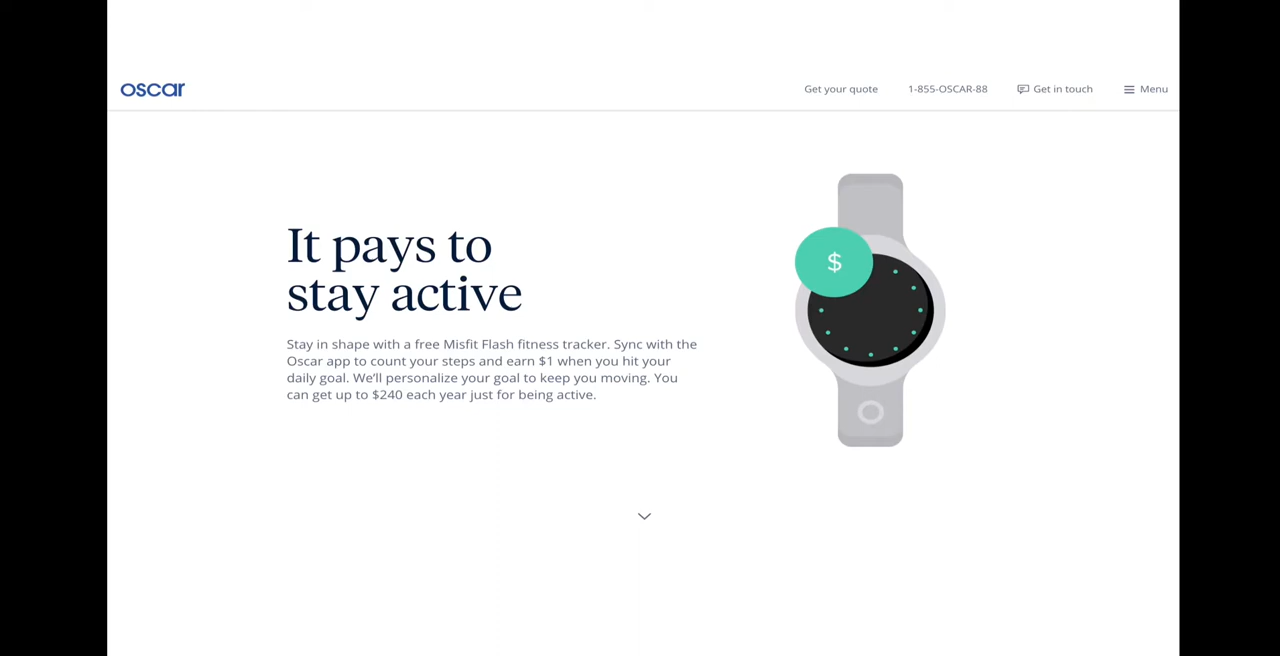 oscar
Get your quote
1-855-OSCAR-88
Get in touch
Menu
It pays to
stay active
$
Stay in shape with a free Misfit Flash fitness tracker. Sync with the
Oscar app to count your steps and earn $1 when you hit your
daily goal. We’ll personalize your goal to keep you moving. You
can get up to $240 each year just for being active.